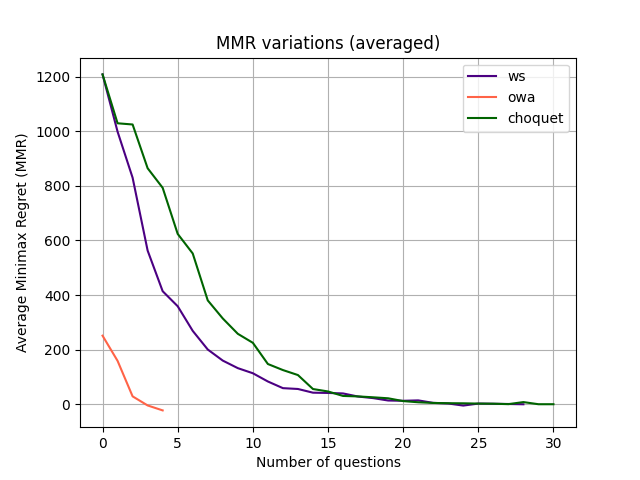 MMR variations (averaged)
ws
owa
choquet
Average Minimax Regret (MMR)
1200
1000
800
600
400
200
0
0 5 10 15 20 25 30
Number of questions